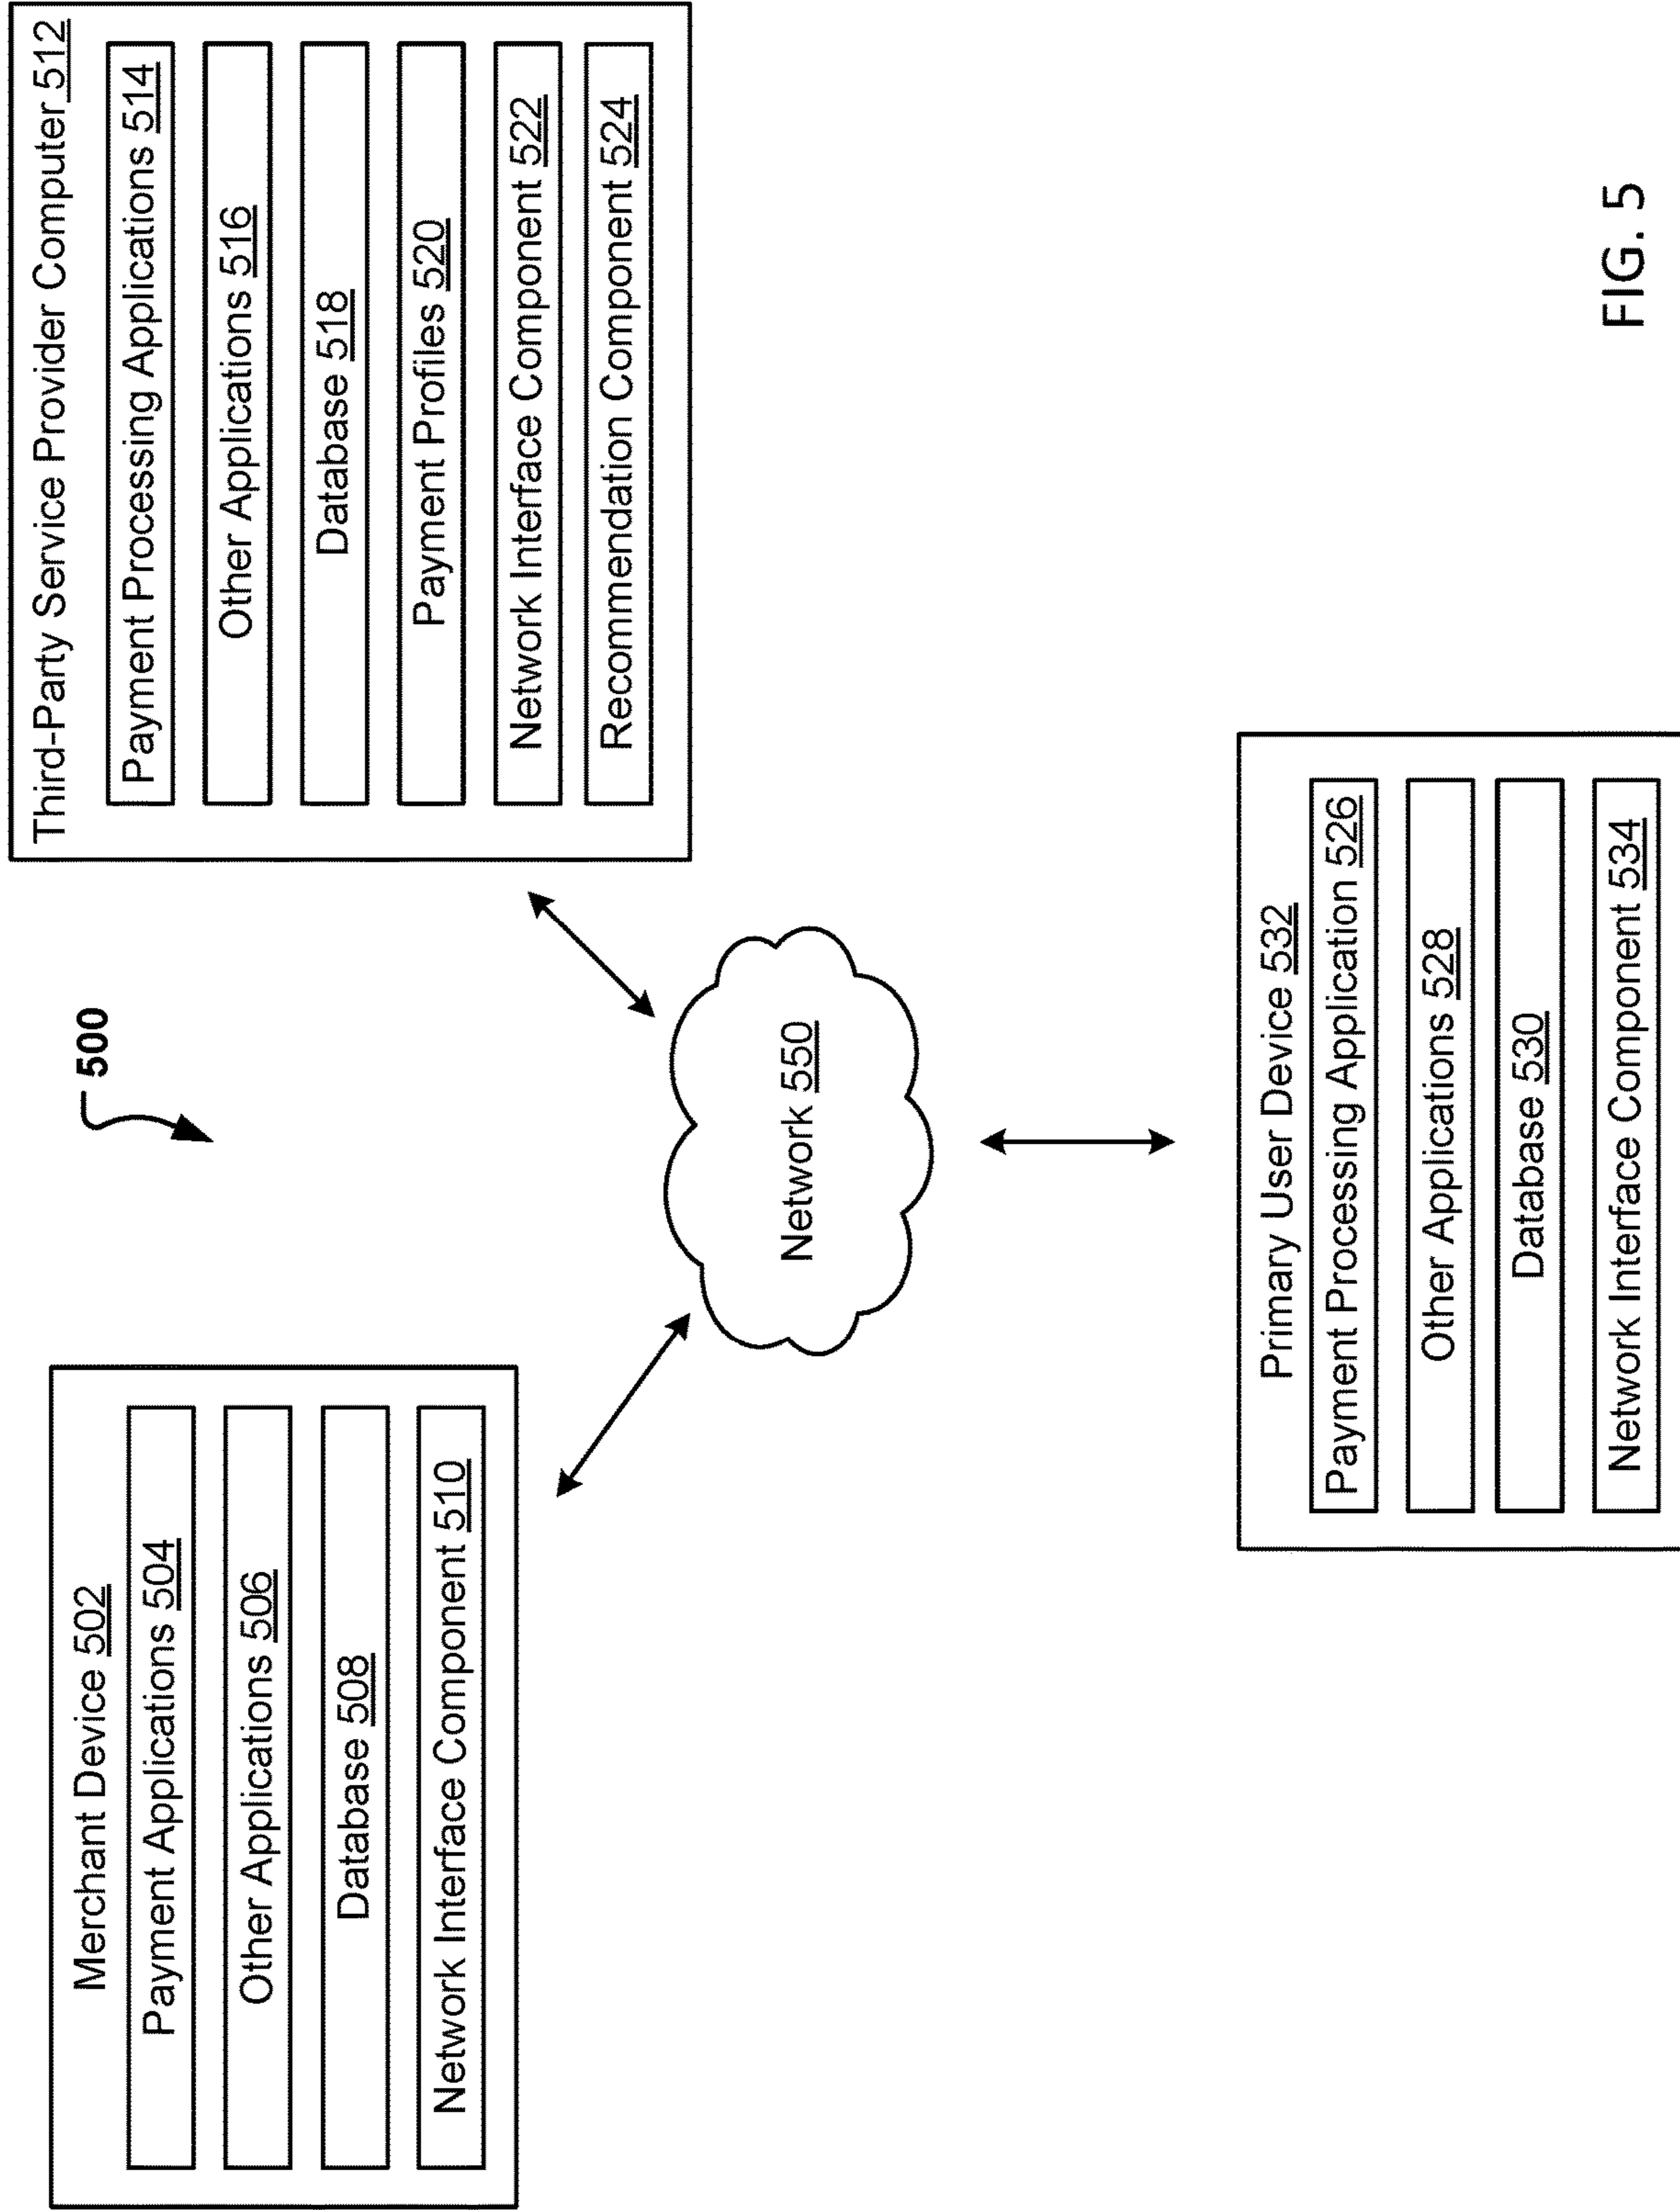 500
Merchant Device 502
Payment Applications 504
Other Applications 506
Database 508
Network Interface Component 510
Third-Party Service Provider Computer 512
Payment Processing Applications 514
Other Applications 516
Database 518
Payment Profiles 520
Network Interface Component 522
Recommendation Component 524
Network 550
Primary User Device 532
Payment Processing Application 526
Other Applications 528
Database 530
Network Interface Component 534
FIG. 5